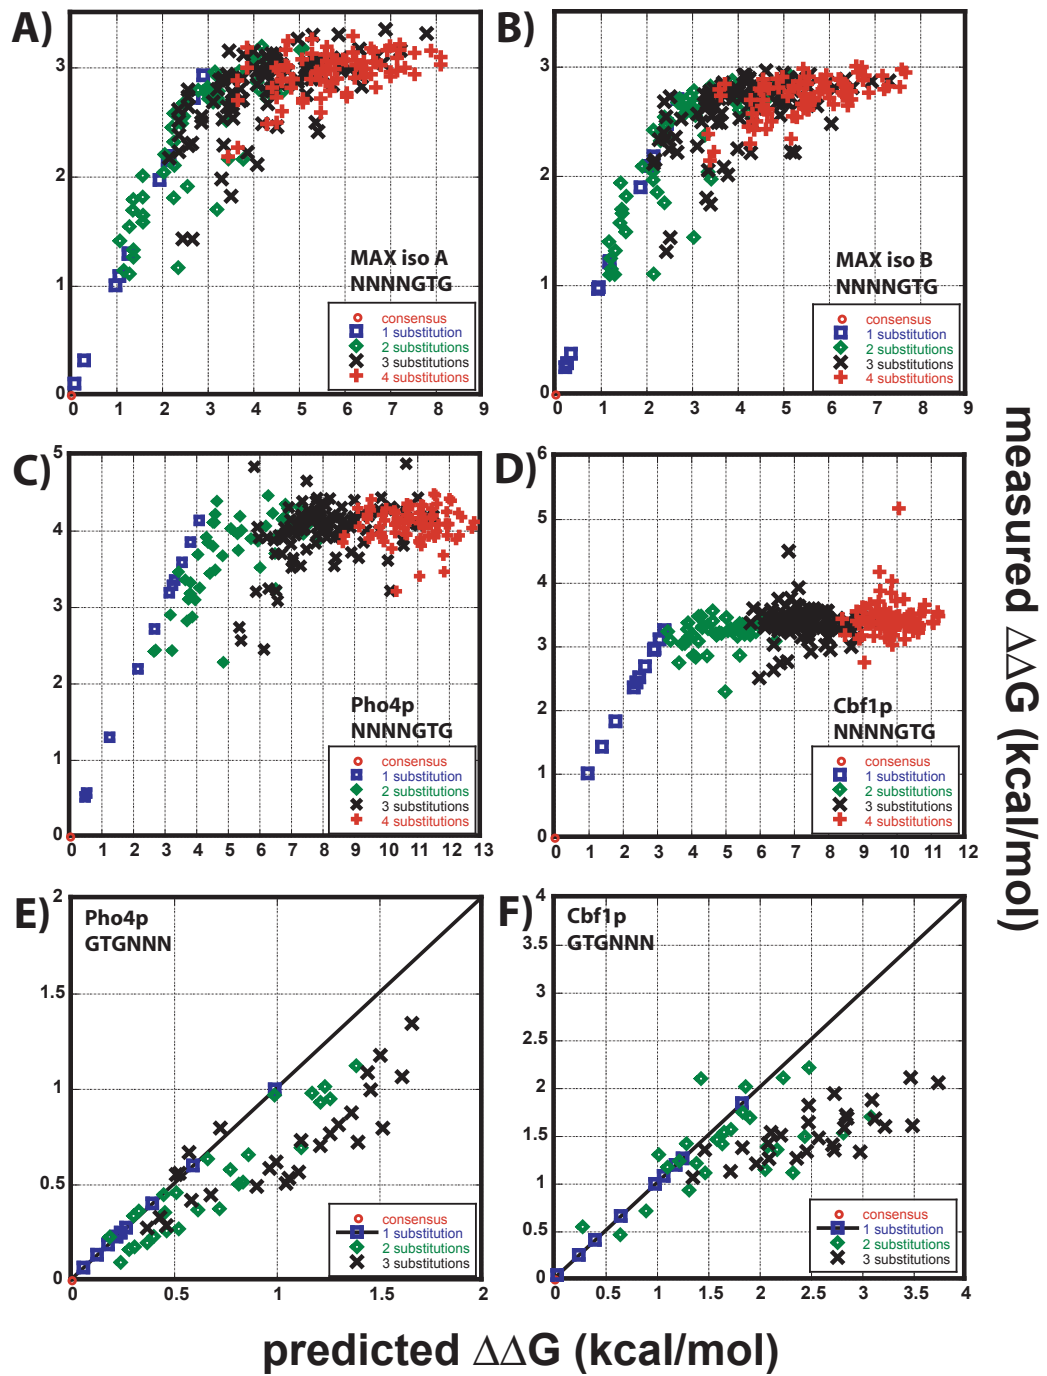 A)
3
2
1
0
0 1 2 3 4 5 6 7 8 9
MAX iso A
NNNNGTG
consensus
1 substitution
2 substitutions
3 substitutions
4 substitutions
B)
3
2
1
0
0 1 2 3 4 5 6 7 8 9
MAX iso B
NNNNGTG
consensus
1 substitution
2 substitutions
3 substitutions
4 substitutions
C)
5
4
3
2
1
0
0 1 2 3 4 5 6 7 8 9 10 11 12 13
Pho4p
NNNNGTG
consensus
1 substitution
2 substitutions
3 substitutions
4 substitutions
D)
6
5
4
3
2
1
0
0 1 2 3 4 5 6 7 8 9 10 11 12
Cbf1p
NNNNGTG
consensus
1 substitution
2 substitutions
3 substitutions
4 substitutions
E)
2
1.5
1
0.5
0
0 0.5 1 1.5 2
Pho4p
GTGNNN
consensus
1 substitution
2 substitutions
3 substitutions
F)
4
3.5
3
2.5
2
1.5
1
0.5
0
0 0.5 1 1.5 2 2.5 3 3.5 4
Cbf1p
GTGNNN
consensus
1 substitution
2 substitutions
3 substitutions
measured ΔΔG (kcal/mol)
predicted ΔΔG (kcal/mol)